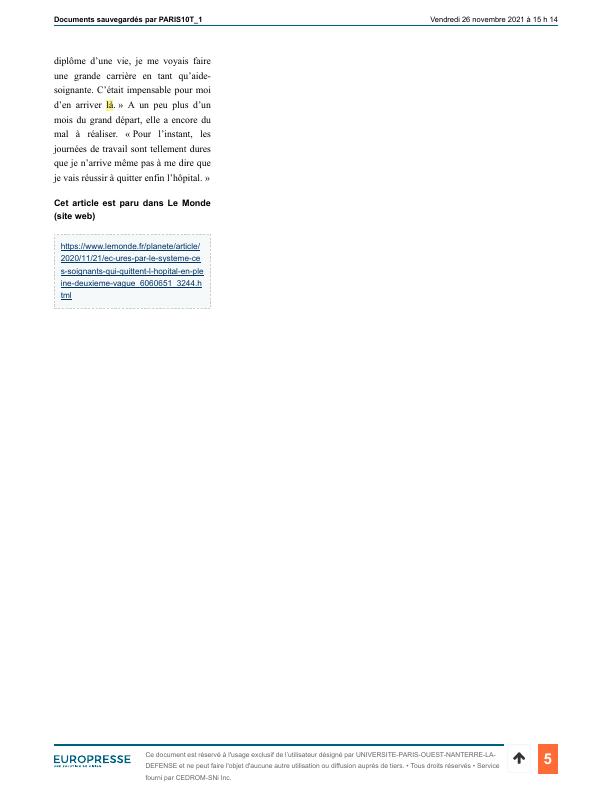 Documents sauvegardés par PARIS10T_1
Vendredi 26 novembre 2021 à 15 h 14
diplôme d’une vie, je me voyais faire
une grande carrière en tant qu’aide-
soignante. C’était impensable pour moi
d’en arriver là. » A un peu plus d’un
mois du grand départ, elle a encore du
mal à réaliser. « Pour l’instant, les
journées de travail sont tellement dures
que je n’arrive même pas à me dire que
je vais réussir à quitter enfin l’hôpital. »
Cet article est paru dans Le Monde
(site web)
https://www.lemonde.fr/planete/article/
2020/11/21/ec-ures-par-le-systeme-ce
s-soignants-qui-quittent-l-hopital-en-ple
ine-deuxieme-vague_6060651_3244.h
tml
EUROPRESSE
Ce document est réservé à l'usage exclusif de l'utilisateur désigné par UNIVERSITE-PARIS-OUEST-NANTERRE-LA-
DEFENSE et ne peut faire l'objet d'aucune autre utilisation ou diffusion auprès de tiers. • Tous droits réservés • Service
fourni par CEDROM-SNi Inc.
5